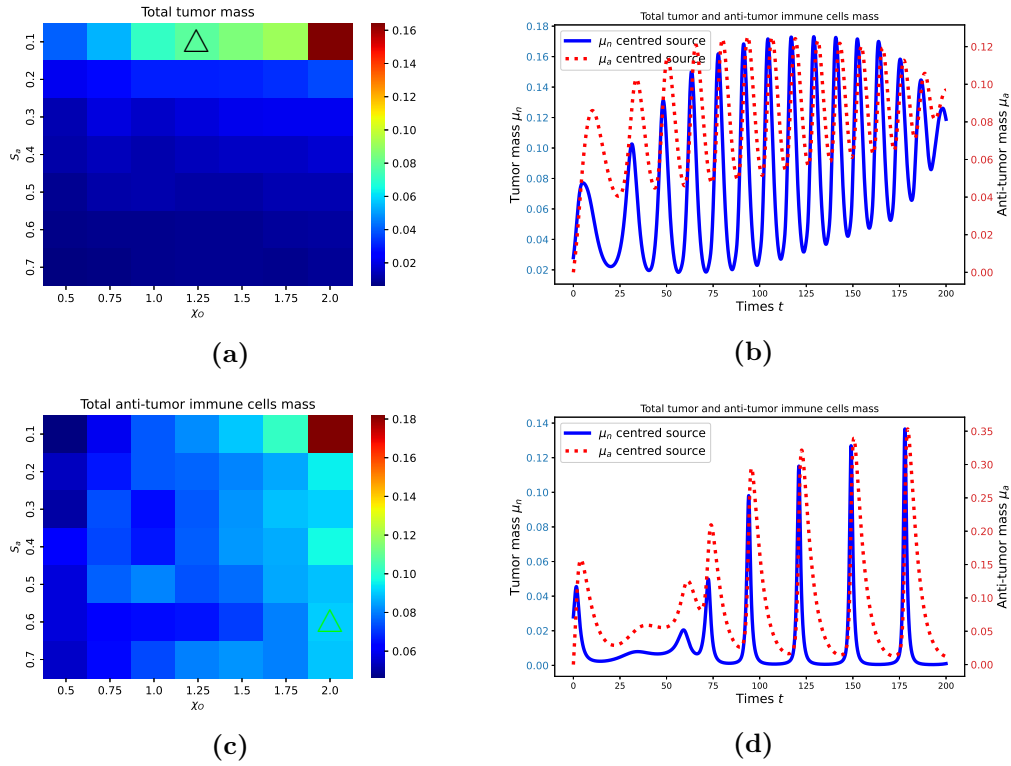 Total tumor mass
0.1
0.2
0.3
0.4
0.5
0.6
0.7
S_a
0.5 0.75 1.0 1.25 1.5 1.75 2.0
χ_O
0.16
0.14
0.12
0.10
0.08
0.06
0.04
0.02
(a)
Total tumor and anti-tumor immune cells mass
μ_n centred source
μ_a centred source
0.18
0.16
0.14
0.12
0.10
0.08
0.06
0.04
0.02
Tumor mass μ_n
0.12
0.10
0.08
0.06
0.04
0.02
0.00
Anti-tumor mass μ_a
0 25 50 75 100 125 150 175 200
Times t
(b)
Total anti-tumor immune cells mass
0.1
0.2
0.3
0.4
0.5
0.6
0.7
S_a
0.5 0.75 1.0 1.25 1.5 1.75 2.0
χ_O
0.18
0.16
0.14
0.12
0.10
0.08
0.06
(c)
Total tumor and anti-tumor immune cells mass
μ_n centred source
μ_a centred source
0.14
0.12
0.10
0.08
0.06
0.04
0.02
0.00
Tumor mass μ_n
0.35
0.30
0.25
0.20
0.15
0.10
0.05
0.00
Anti-tumor mass μ_a
0 25 50 75 100 125 150 175 200
Times t
(d)